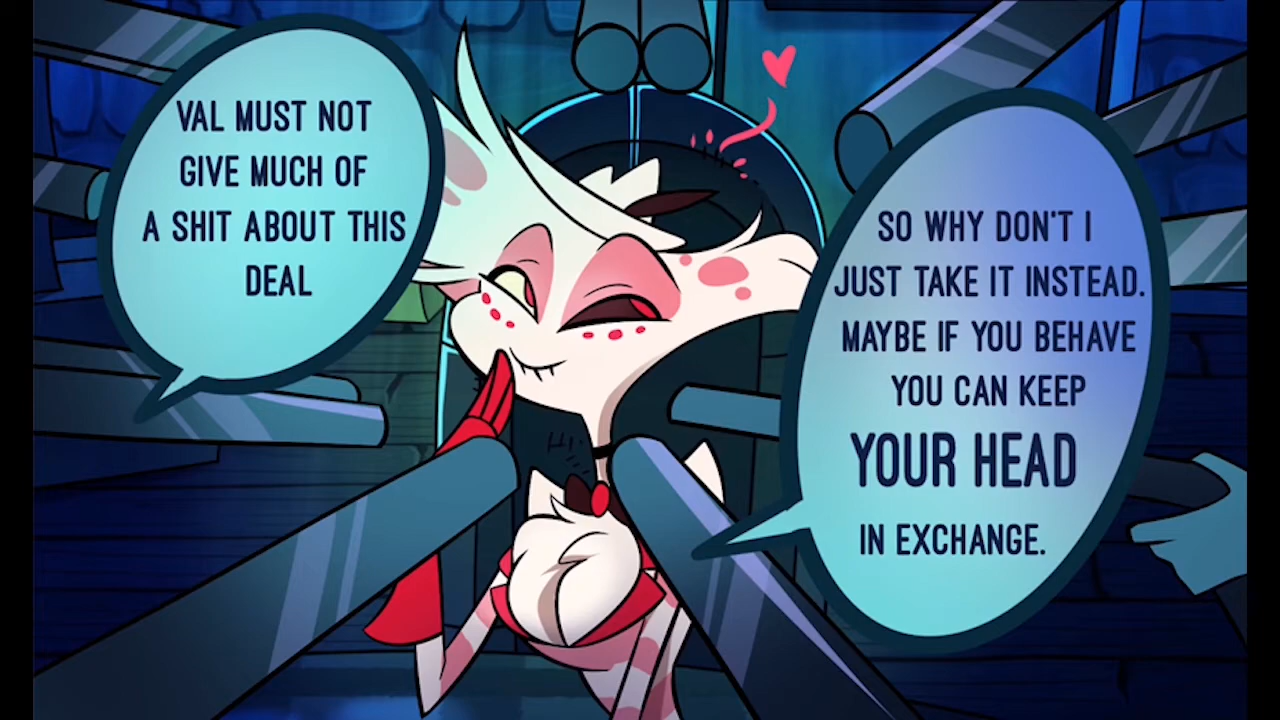 VAL MUST NOT
GIVE MUCH OF
A SHIT ABOUT THIS
DEAL
SO WHY DON'T I
JUST TAKE IT INSTEAD.
MAYBE IF YOU BEHAVE
YOU CAN KEEP
YOUR HEAD
IN EXCHANGE.
HI